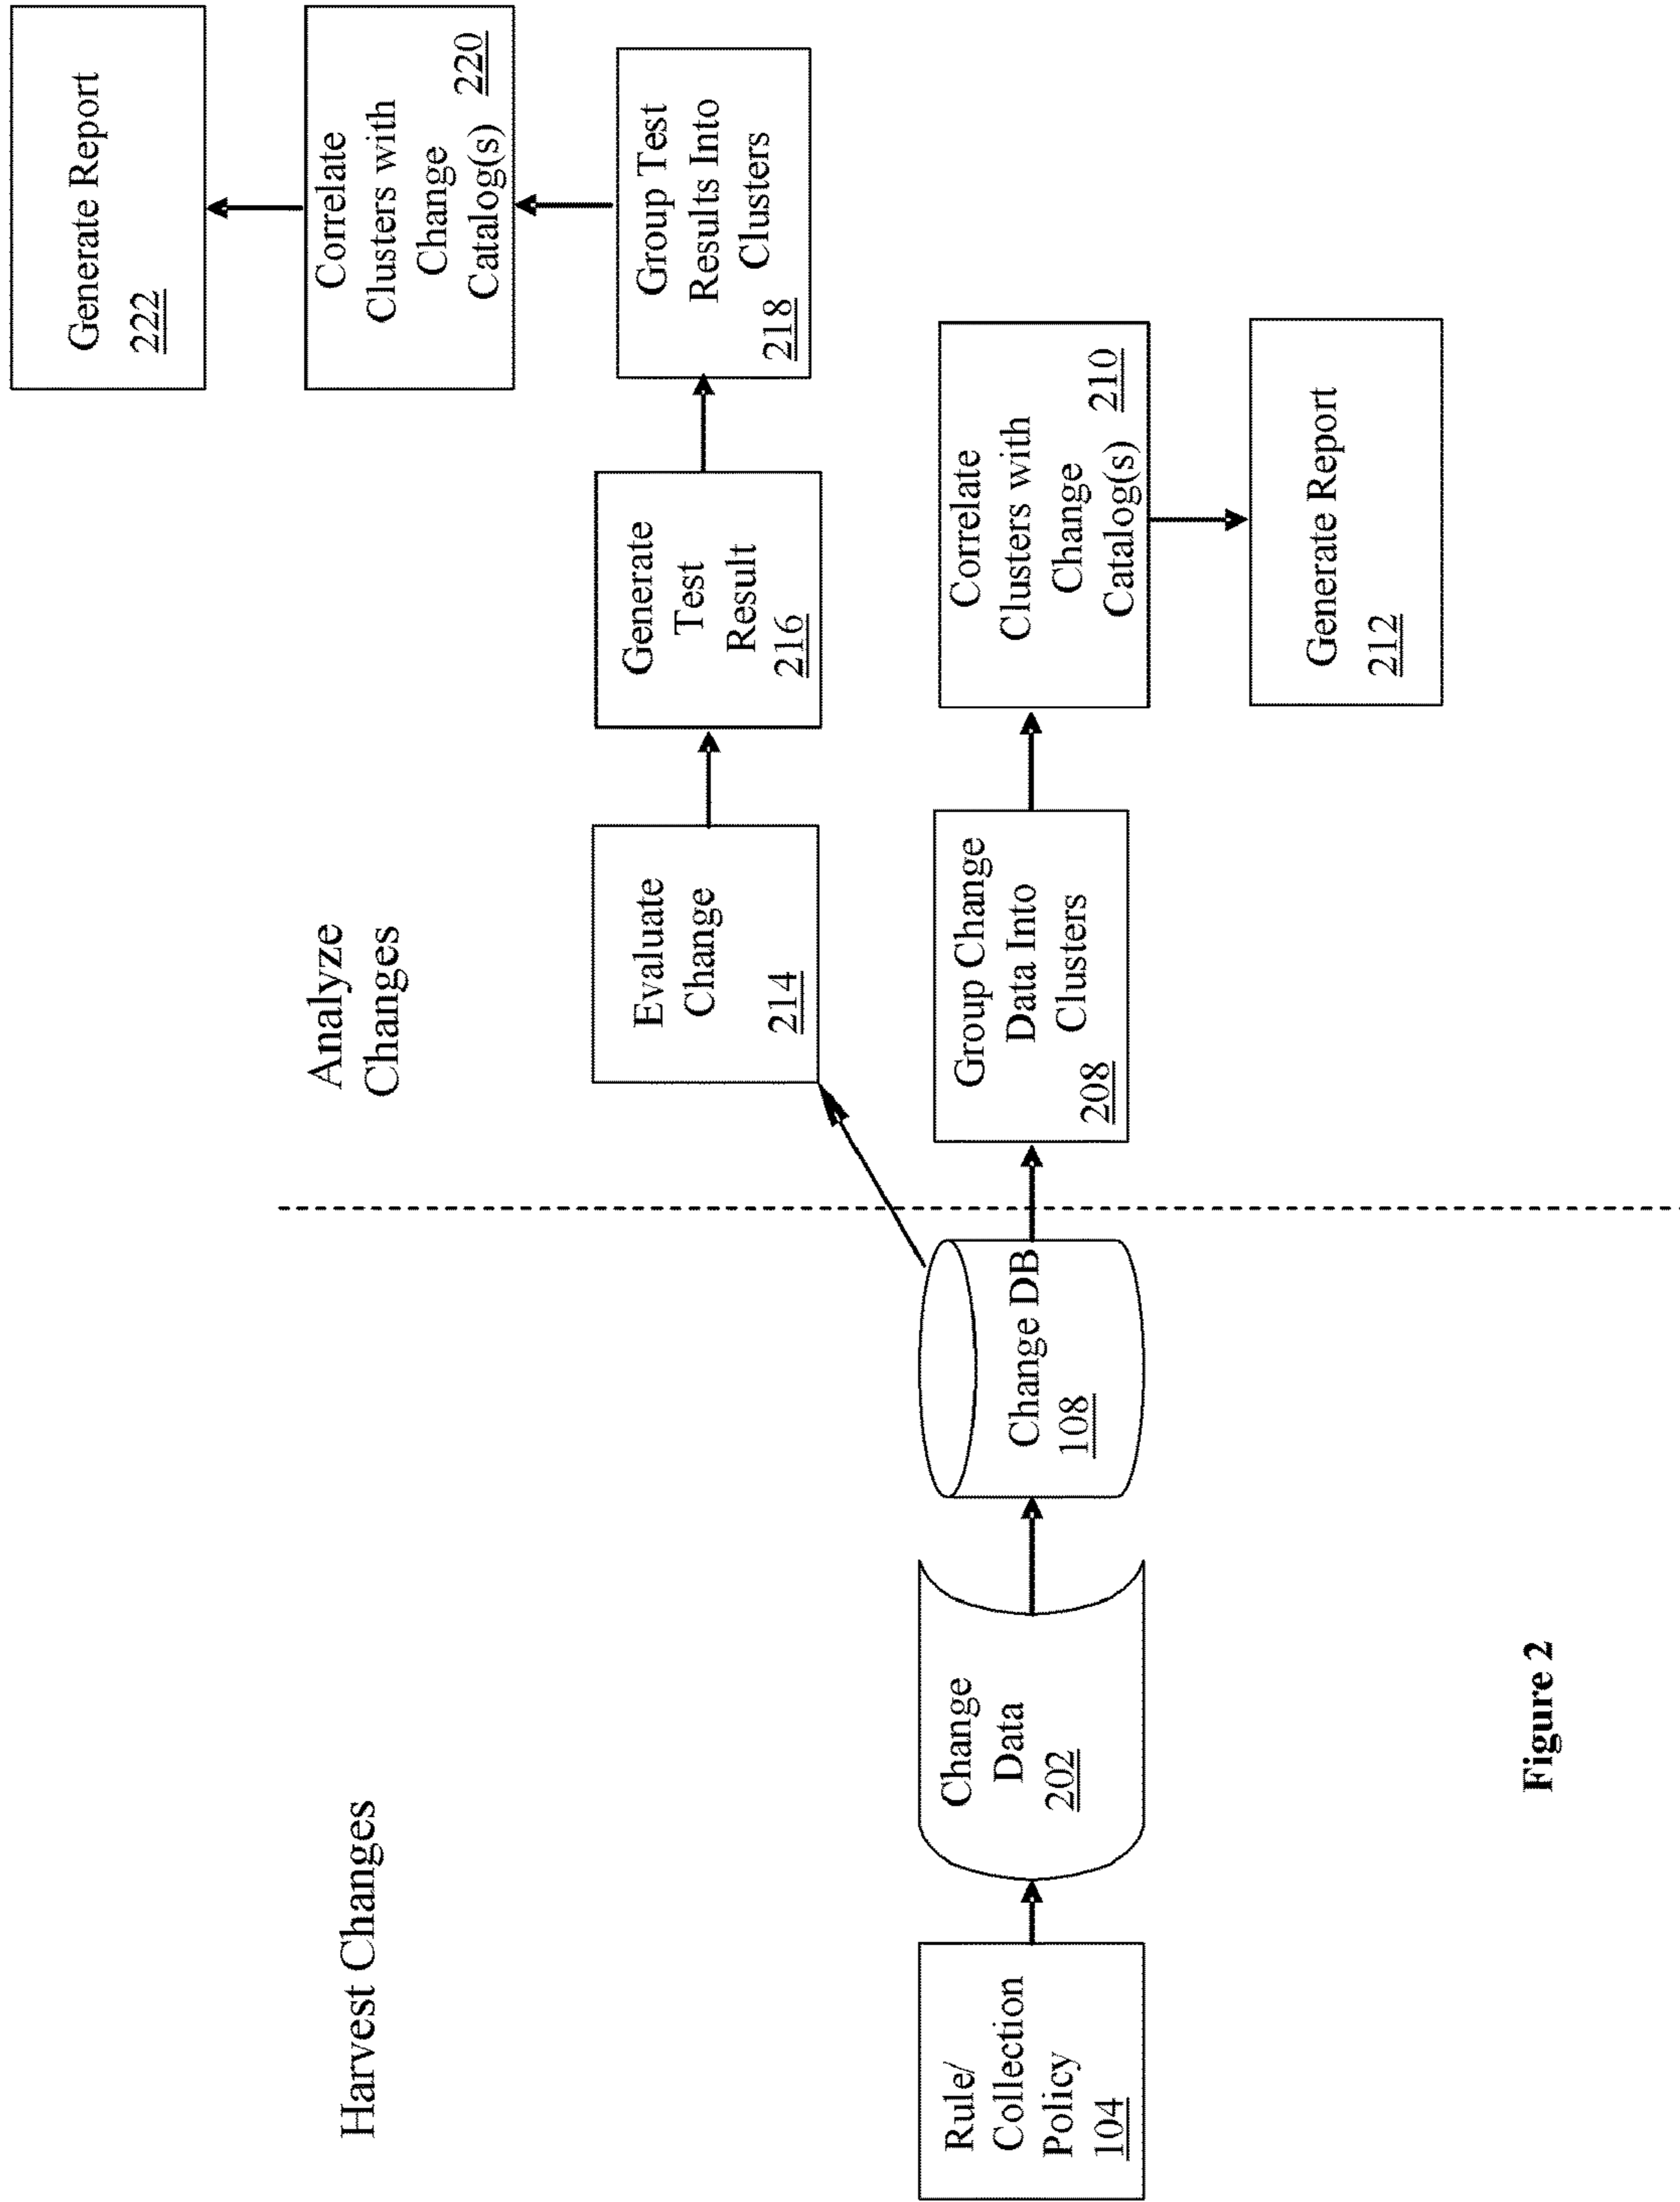 Harvest Changes
Analyze
Changes
Rule/
Collection
Policy
104
Change
Data
202
Change DB
108
Evaluate
Change
214
Generate
Test
Result
216
Group Test
Results Into
Clusters
218
Correlate
Clusters with
Change
Catalog(s) 220
Generate Report
222
Group Change
Data Into
Clusters
208
Correlate
Clusters with
Change
Catalog(s) 210
Generate Report
212
Figure 2